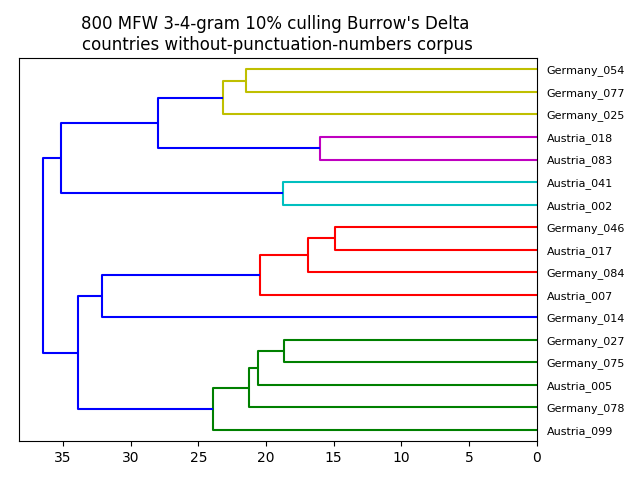 800 MFW 3-4-gram 10% culling Burrow's Delta
countries without-punctuation-numbers corpus
Germany_054
Germany_077
Germany_025
Austria_018
Austria_083
Austria_041
Austria_002
Germany_046
Austria_017
Germany_084
Austria_007
Germany_014
Germany_027
Germany_075
Austria_005
Germany_078
Austria_099
35 30 25 20 15 10 5 0